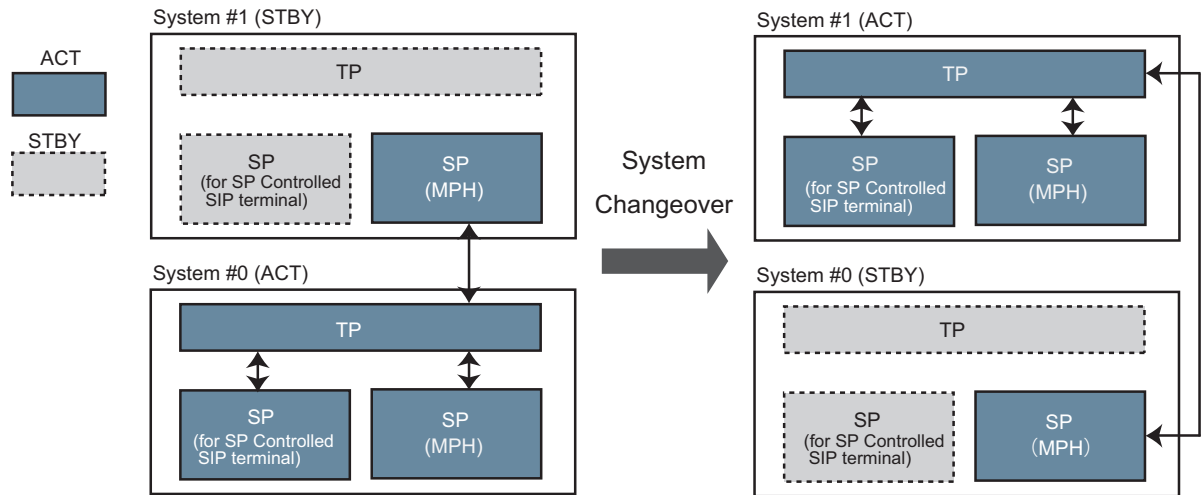 ACT
STBY
System #1 (STBY)
TP
SP
(for SP Controlled
SIP terminal)
SP
(MPH)
System #0 (ACT)
TP
SP
(for SP Controlled
SIP terminal)
SP
(MPH)
System
Changeover
System #1 (ACT)
TP
SP
(for SP Controlled
SIP terminal)
SP
(MPH)
System #0 (STBY)
TP
SP
(for SP Controlled
SIP terminal)
SP
（MPH）